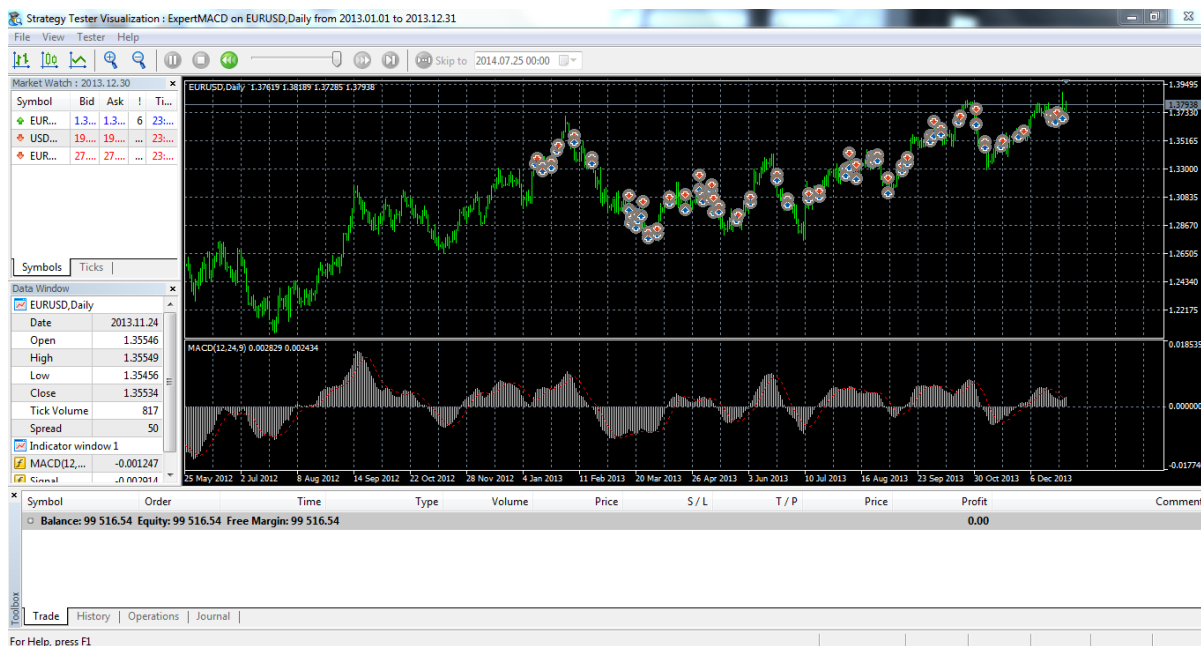 Strategy Tester Visualization : ExpertMACD on EURUSD,Daily from 2013.01.01 to 2013.12.31
File View Tester Help
Skip to 2014.07.25 00:00
Market Watch : 2013.12.30
Symbol Bid Ask ! Ti...
EUR... 1.3... 1.3... 6 23:...
USD... 19.... 19.... ... 23:...
EUR... 27.... 27.... ... 23:...
Symbols Ticks
Data Window
EURUSD,Daily
Date 2013.11.24
Open 1.35546
High 1.35549
Low 1.35456
Close 1.35534
Tick Volume 817
Spread 50
Indicator window 1
MACD(12,... -0.001247
Signal -0.002914
EURUSD,Daily 1.37619 1.38189 1.37285 1.37938
1.39495
1.37938
1.37330
1.35165
1.33000
1.30835
1.28670
1.26505
1.24340
1.22175
MACD(12,24,9) 0.002829 0.002434
0.018535
0.000000
-0.01774
25 May 2012 2 Jul 2012 8 Aug 2012 14 Sep 2012 22 Oct 2012 28 Nov 2012 4 Jan 2013 11 Feb 2013 20 Mar 2013 26 Apr 2013 3 Jun 2013 10 Jul 2013 16 Aug 2013 23 Sep 2013 30 Oct 2013 6 Dec 2013
Symbol Order Time Type Volume Price S / L T / P Price Profit Comment
Balance: 99 516.54 Equity: 99 516.54 Free Margin: 99 516.54 0.00
Toolbox
Trade History Operations Journal
For Help, press F1